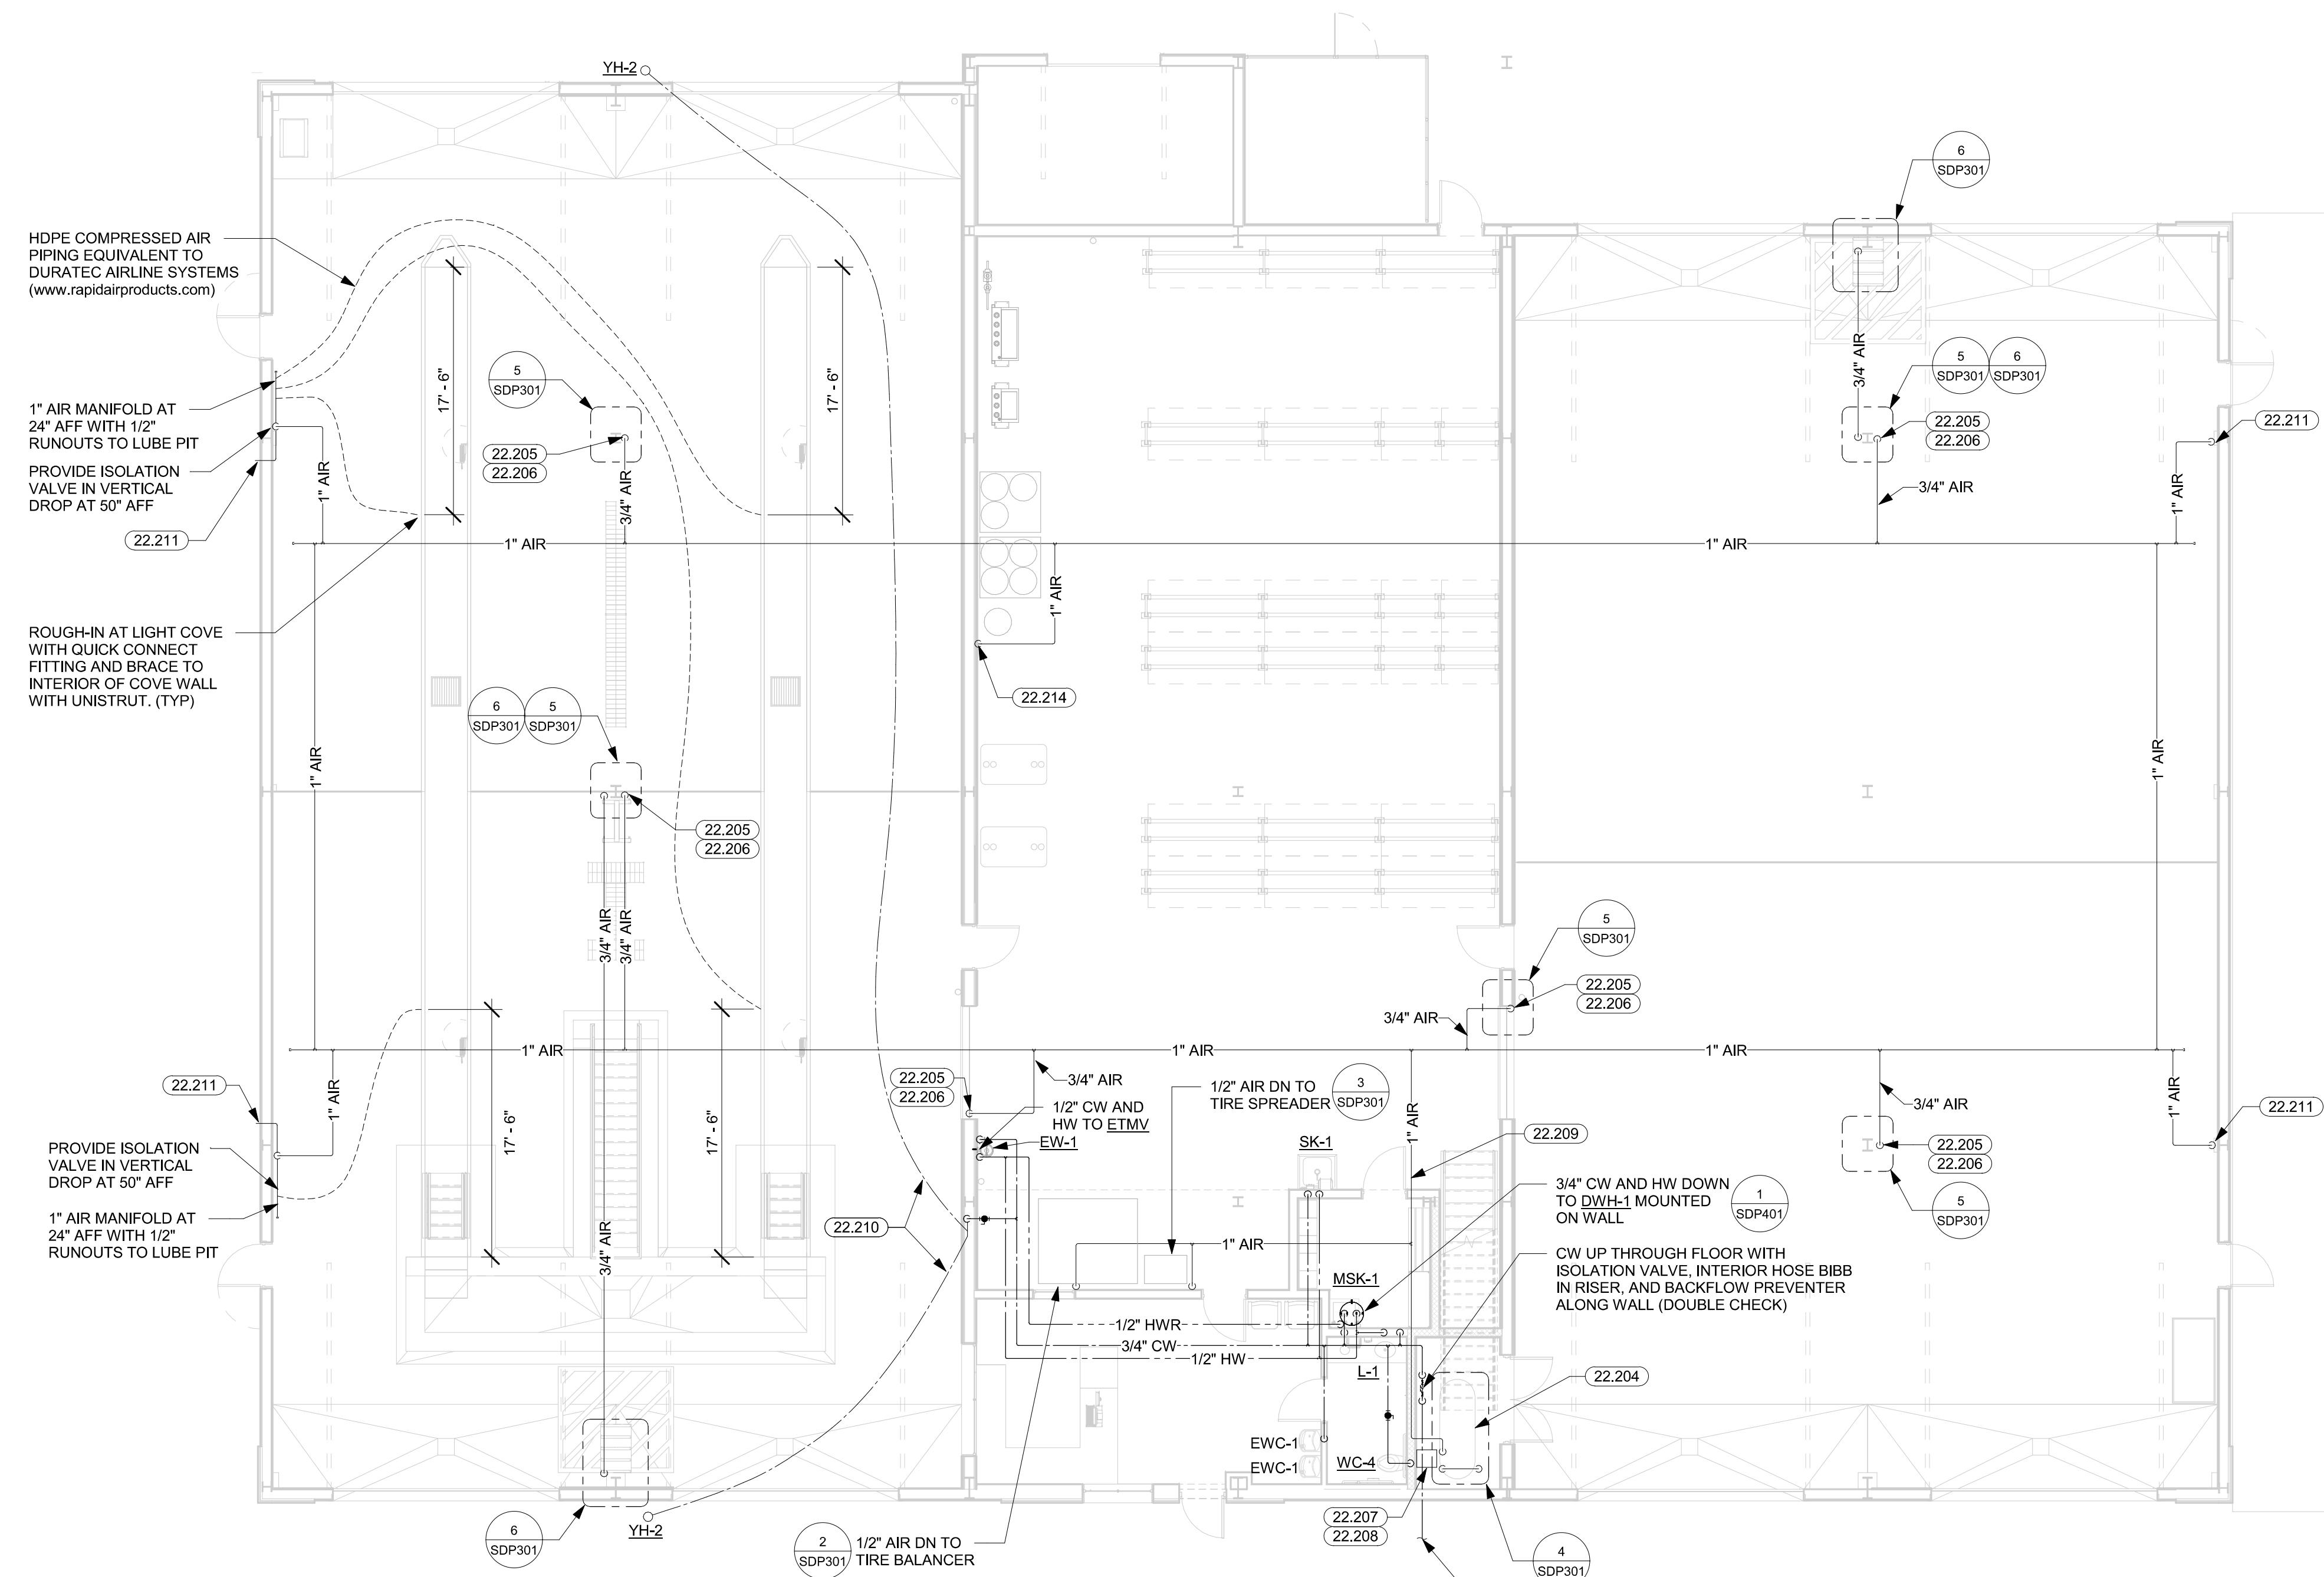 YH-2
6
SDP301
HDPE COMPRESSED AIR
PIPING EQUIVALENT TO
DURATEC AIRLINE SYSTEMS
(www.rapidairproducts.com)
17' - 6"
17' - 6"
5
SDP301
22.205
22.206
3/4" AIR
3/4" AIR
5
SDP301
6
SDP301
22.205
22.206
3/4" AIR
22.211
1" AIR
1" AIR MANIFOLD AT
24" AFF WITH 1/2"
RUNOUTS TO LUBE PIT
PROVIDE ISOLATION
VALVE IN VERTICAL
DROP AT 50" AFF
22.211
1" AIR
1" AIR
1" AIR
1" AIR
22.214
ROUGH-IN AT LIGHT COVE
WITH QUICK CONNECT
FITTING AND BRACE TO
INTERIOR OF COVE WALL
WITH UNISTRUT. (TYP)
6
SDP301
5
SDP301
1" AIR
1" AIR
22.205
22.206
3/4" AIR
3/4" AIR
5
SDP301
22.205
22.206
3/4" AIR
1" AIR
1" AIR
1" AIR
22.211
1" AIR
17' - 6"
17' - 6"
22.205
22.206
3/4" AIR
1/2" CW AND
HW TO ETMV
EW-1
1/2" AIR DN TO
TIRE SPREADER
3
SDP301
1" AIR
SK-1
22.209
3/4" AIR
1" AIR
22.211
22.205
22.206
5
SDP301
PROVIDE ISOLATION
VALVE IN VERTICAL
DROP AT 50" AFF
1" AIR MANIFOLD AT
24" AFF WITH 1/2"
RUNOUTS TO LUBE PIT
3/4" AIR
22.210
1" AIR
3/4" CW AND HW DOWN
TO DWH-1 MOUNTED
ON WALL
1
SDP401
CW UP THROUGH FLOOR WITH
ISOLATION VALVE, INTERIOR HOSE BIBB
IN RISER, AND BACKFLOW PREVENTER
ALONG WALL (DOUBLE CHECK)
MSK-1
1/2" HWR
3/4" CW
1/2" HW
L-1
22.204
EWC-1
EWC-1
WC-4
22.207
22.208
6
SDP301
YH-2
2
SDP301
1/2" AIR DN TO
TIRE BALANCER
4
SDP301